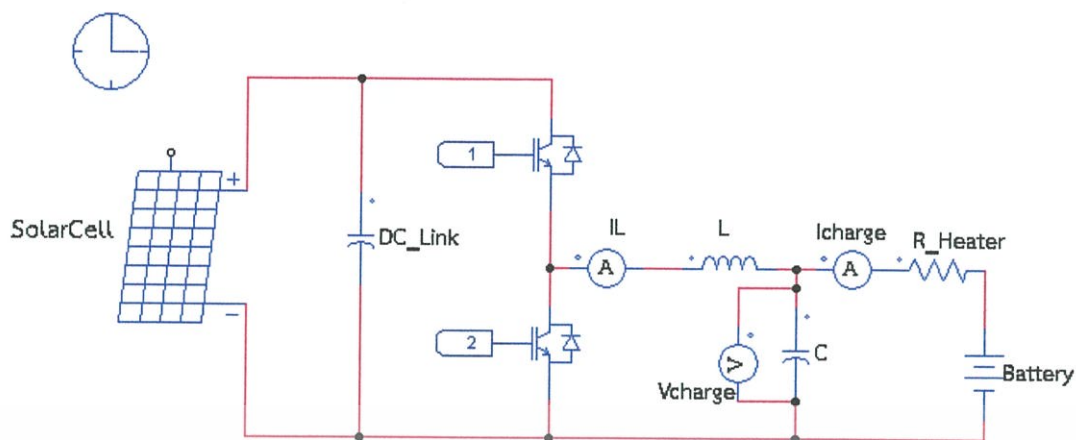 1
IL
L
Icharge
R_Heater
+
SolarCell
DC_Link
A
A
2
V
C
Battery
Vcharge
−